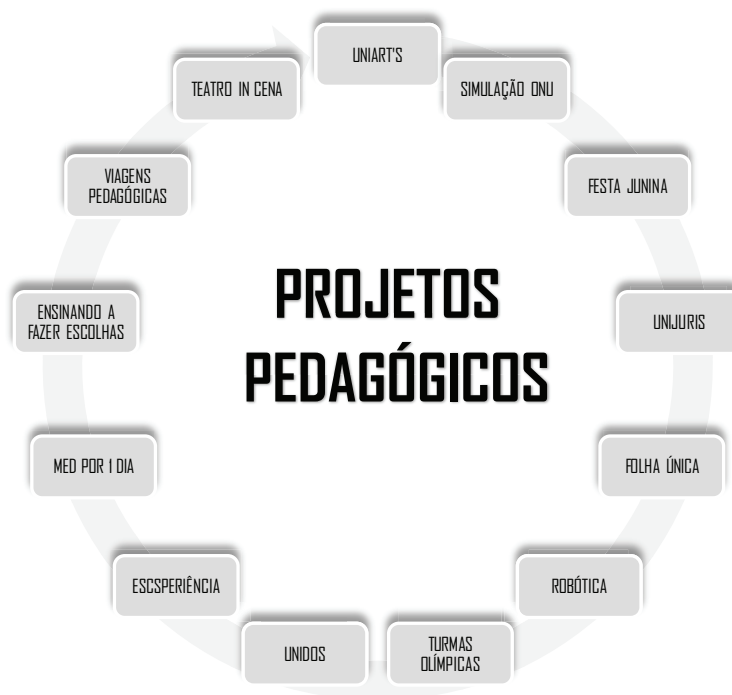 UNIART'S
SIMULAÇÃO ONU
FESTA JUNINA
UNIJURIS
FOLHA ÚNICA
ROBÓTICA
TURMAS
OLÍMPICAS
UNIDOS
ESCSPERIÊNCIA
MED POR 1 DIA
ENSINANDO A
FAZER ESCOLHAS
VIAGENS
PEDAGÓGICAS
TEATRO IN CENA
PROJETOS
PEDAGÓGICOS